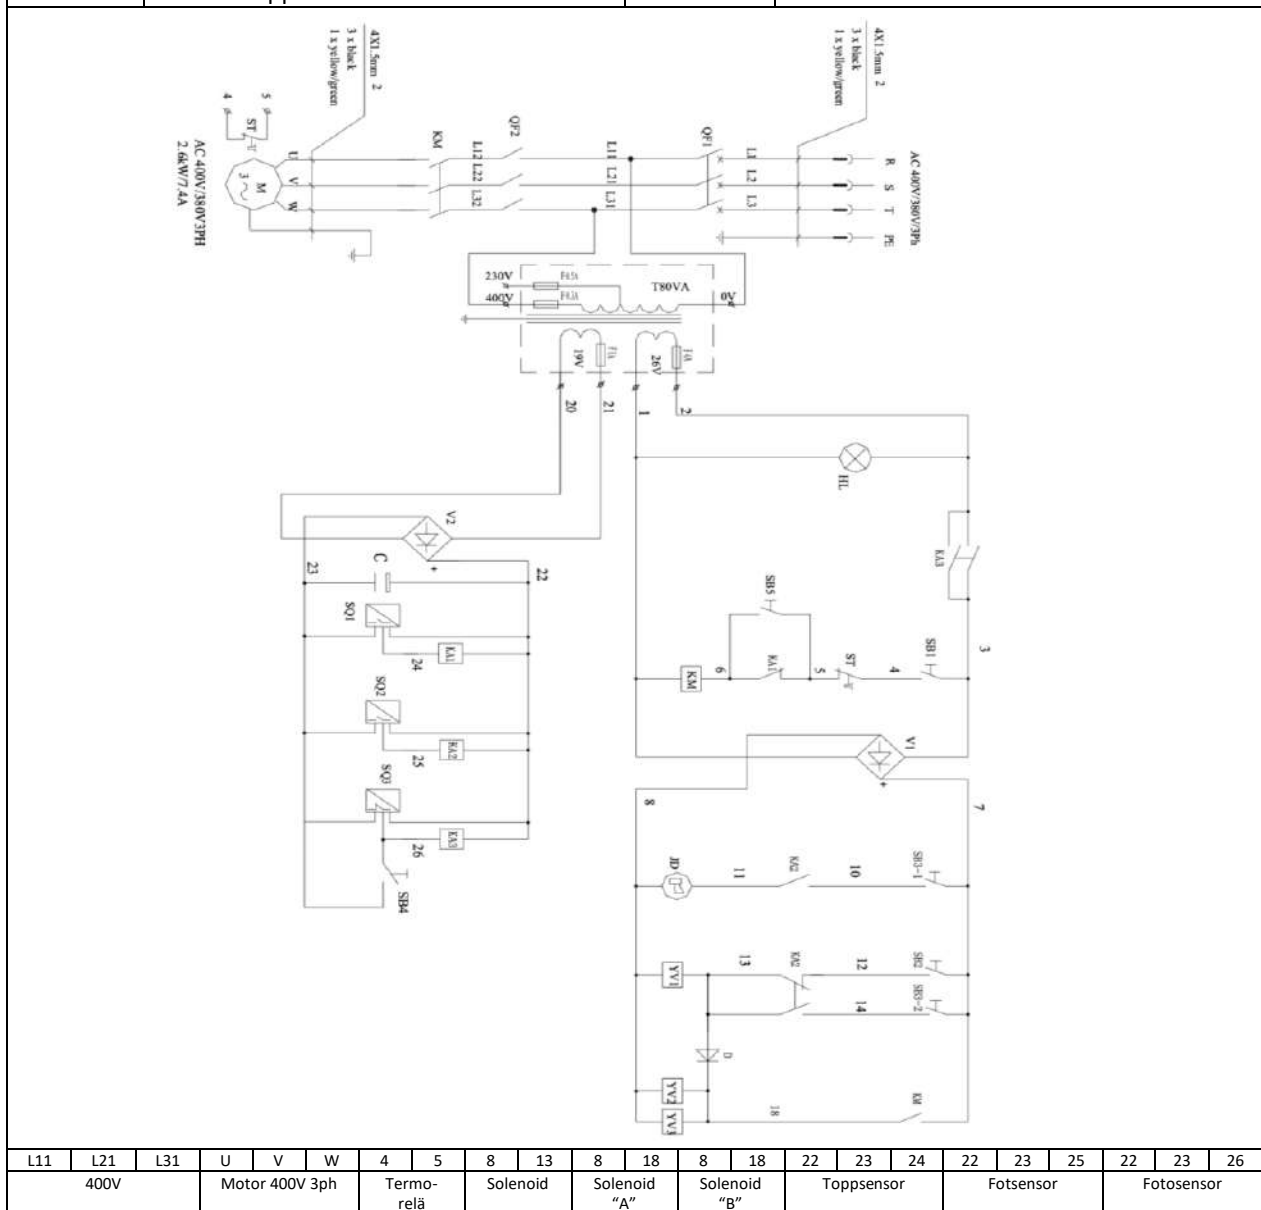 4X1.5mm 2
3 x black
1 x yellow/green
4X1.5mm 2
3 x black
1 x yellow/green
AC 400V/380V/3Ph
R
S
T
PE
L1
L2
L3
QF1
L11
L21
L31
QF2
L12
L22
L32
KM
U
V
W
M
3
ST
4
5
AC 400V/380V3PH
2.6kW/7.4A
230V
400V
T80VA
0V
19V
26V
F1A
20
21
1
2
HL
KA3
3
SB1
4
ST
5
KA1
SB5
6
KM
V1
7
8
V2
C
22
23
SQ1
24
KA1
SQ2
25
KA2
SQ3
26
KA3
SB4
JD
11
KA2
10
SB3-1
YV1
13
KA2
12
SB2
14
SB3-2
D
YV2
YV3
18
KM
L11 L21 L31 U V W 4 5 8 13 8 18 8 18 22 23 24 22 23 25 22 23 26
400V Motor 400V 3ph Termo- Solenoid Solenoid Solenoid Toppsensor Fotsensor Fotosensor
relä "A" "B"